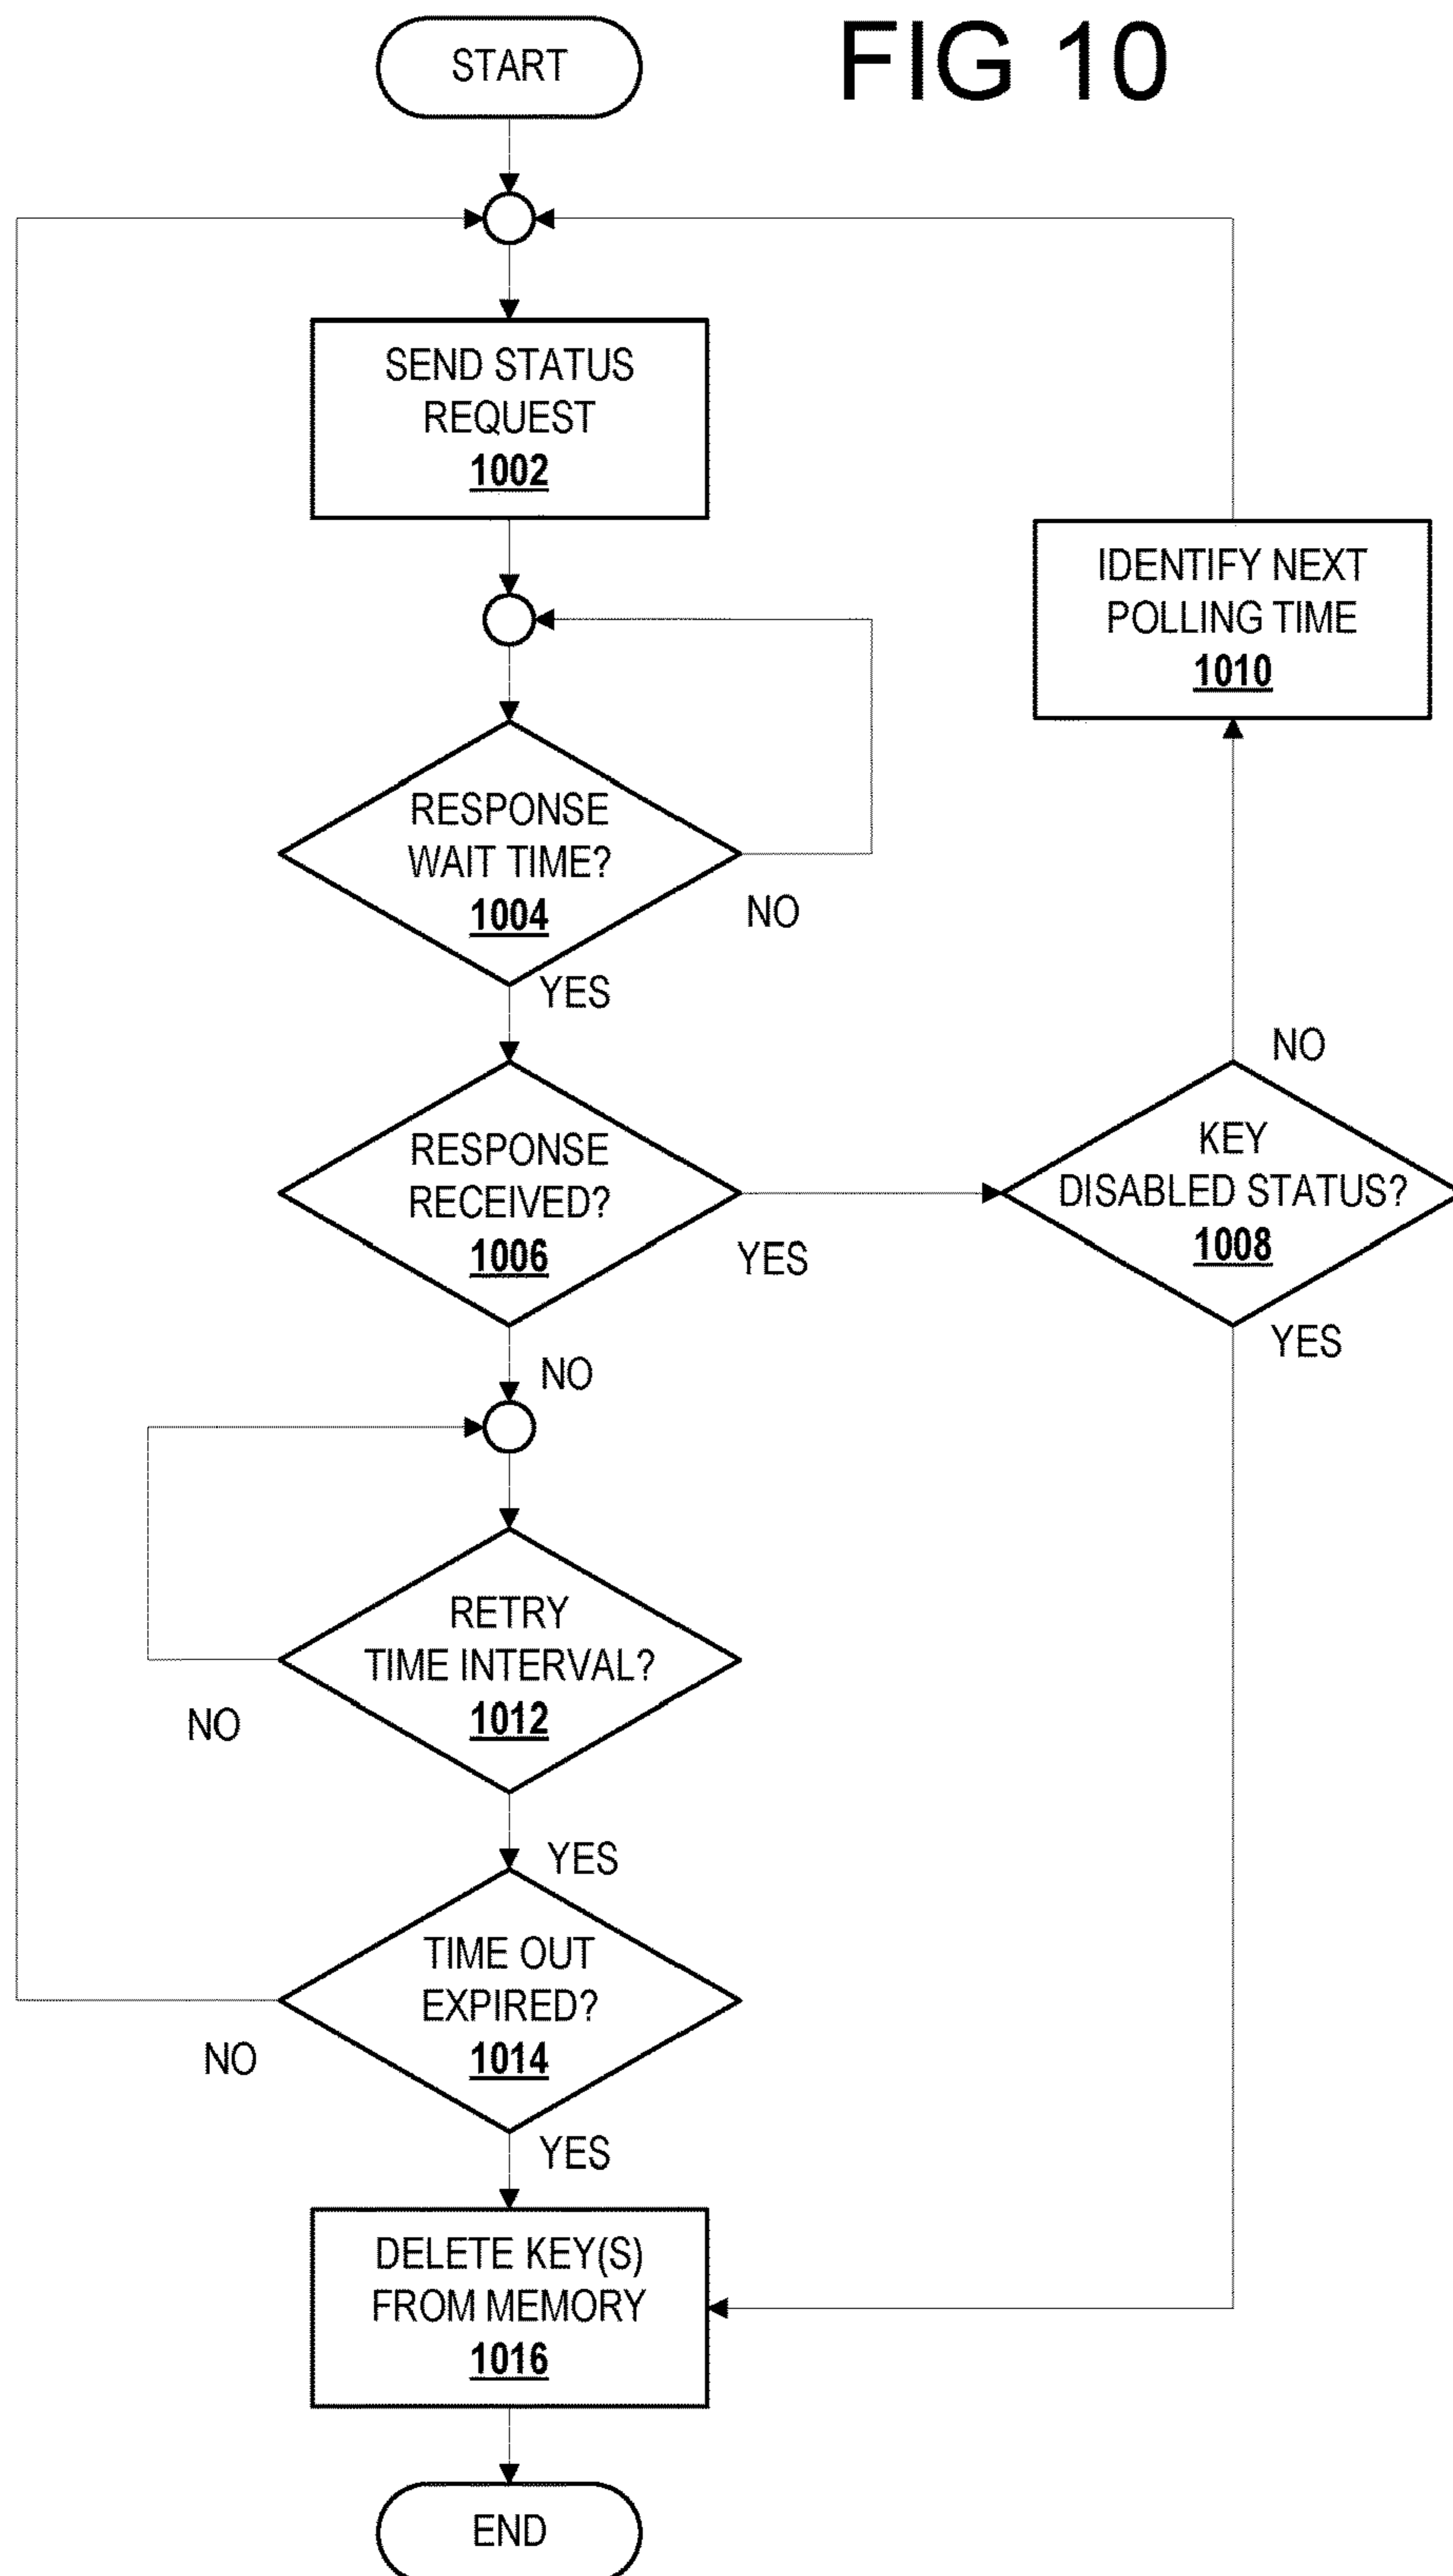 FIG 10
START
SEND STATUS
REQUEST
1002
IDENTIFY NEXT
POLLING TIME
1010
RESPONSE
WAIT TIME?
1004
NO
YES
NO
RESPONSE
RECEIVED?
1006
YES
KEY
DISABLED STATUS?
1008
YES
NO
RETRY
TIME INTERVAL?
1012
NO
YES
TIME OUT
EXPIRED?
1014
NO
YES
DELETE KEY(S)
FROM MEMORY
1016
END